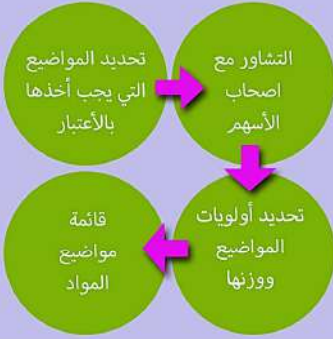 تحديد المواضيع
التي يجب أخذها
بالأعتبار
التشاور مع
اصحاب
الأسهم
تحديد أولويات
المواضيع
ووزنها
قائمة
مواضيع
المواد